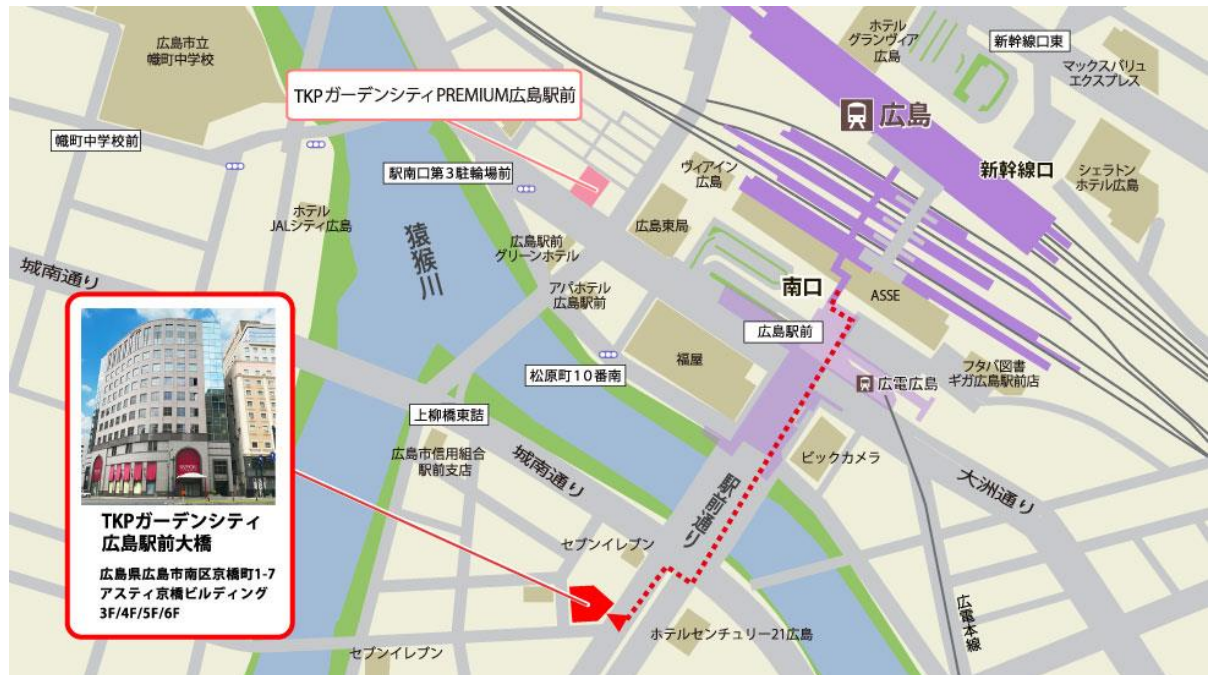 広島市立
幟町中学校
TKPガーデンシティPREMIUM広島駅前
幟町中学校前
駅南口第3駐輪場前
ホテル
グランヴィア
広島
新幹線口東
マックスバリュ
エクスプレス
広島
新幹線口
シェラトン
ホテル広島
ヴィアイン
広島
ホテル
JALシティ広島
猿猴川
広島駅前
グリーンホテル
広島東局
城南通り
アパホテル
広島駅前
南口
ASSE
広島駅前
福屋
松原町10番南
フタバ図書
ギガ広島駅前店
広電広島
上柳橋東詰
広島市信用組合
駅前支店
城南通り
駅前通り
ビックカメラ
大洲通り
TKPガーデンシティ
広島駅前大橋
広島県広島市南区京橋町1-7
アスティ京橋ビルディング
3F/4F/5F/6F
セブンイレブン
ホテルセンチュリー21広島
広電本線
セブンイレブン